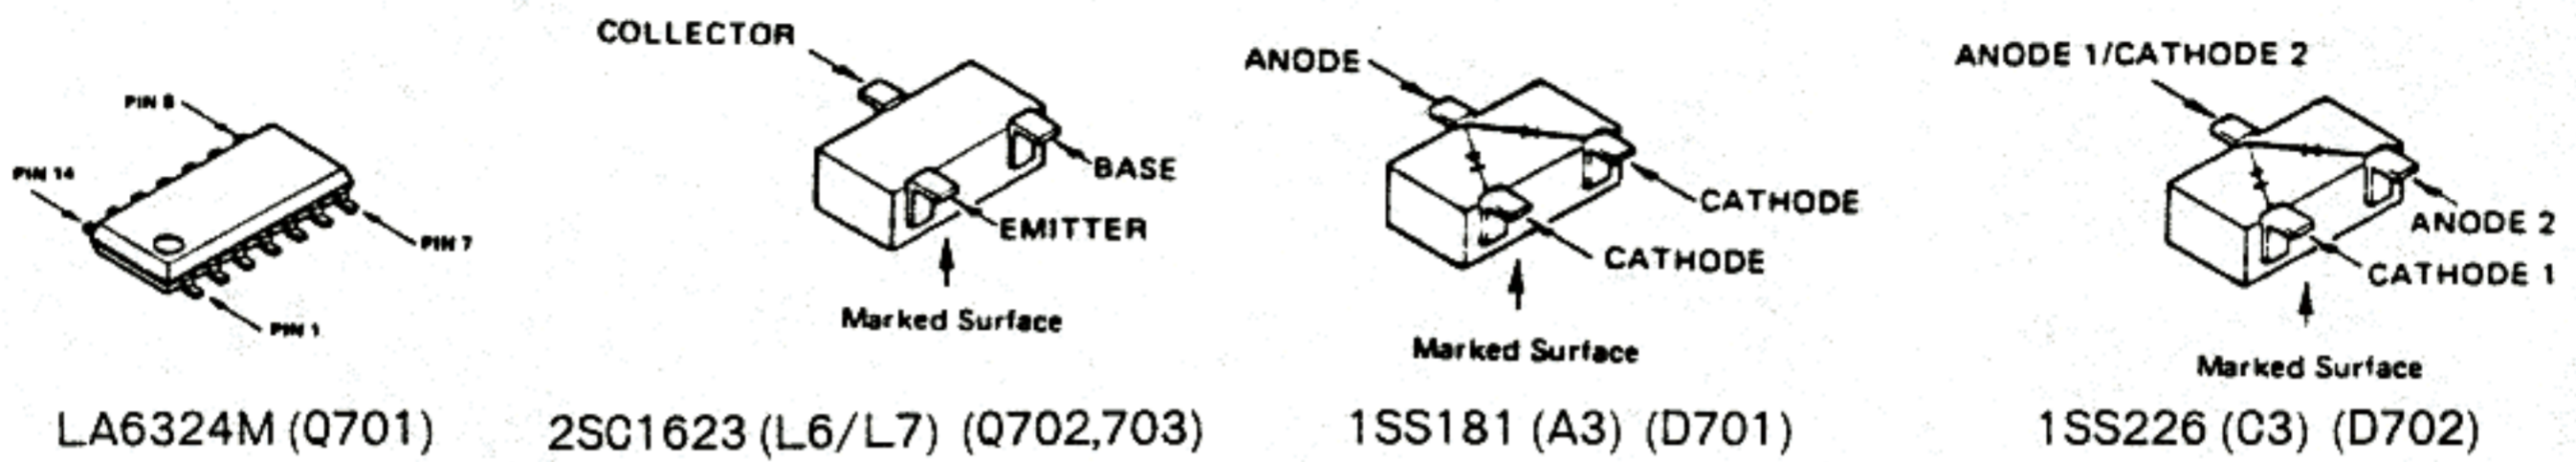 PIN 8
PIN 14
PIN 7
PIN 1
LA6324M (Q701)
COLLECTOR
BASE
EMITTER
Marked Surface
2SC1623 (L6/L7) (Q702,703)
ANODE
CATHODE
CATHODE
Marked Surface
1SS181 (A3) (D701)
ANODE 1/CATHODE 2
ANODE 2
CATHODE 1
Marked Surface
1SS226 (C3) (D702)